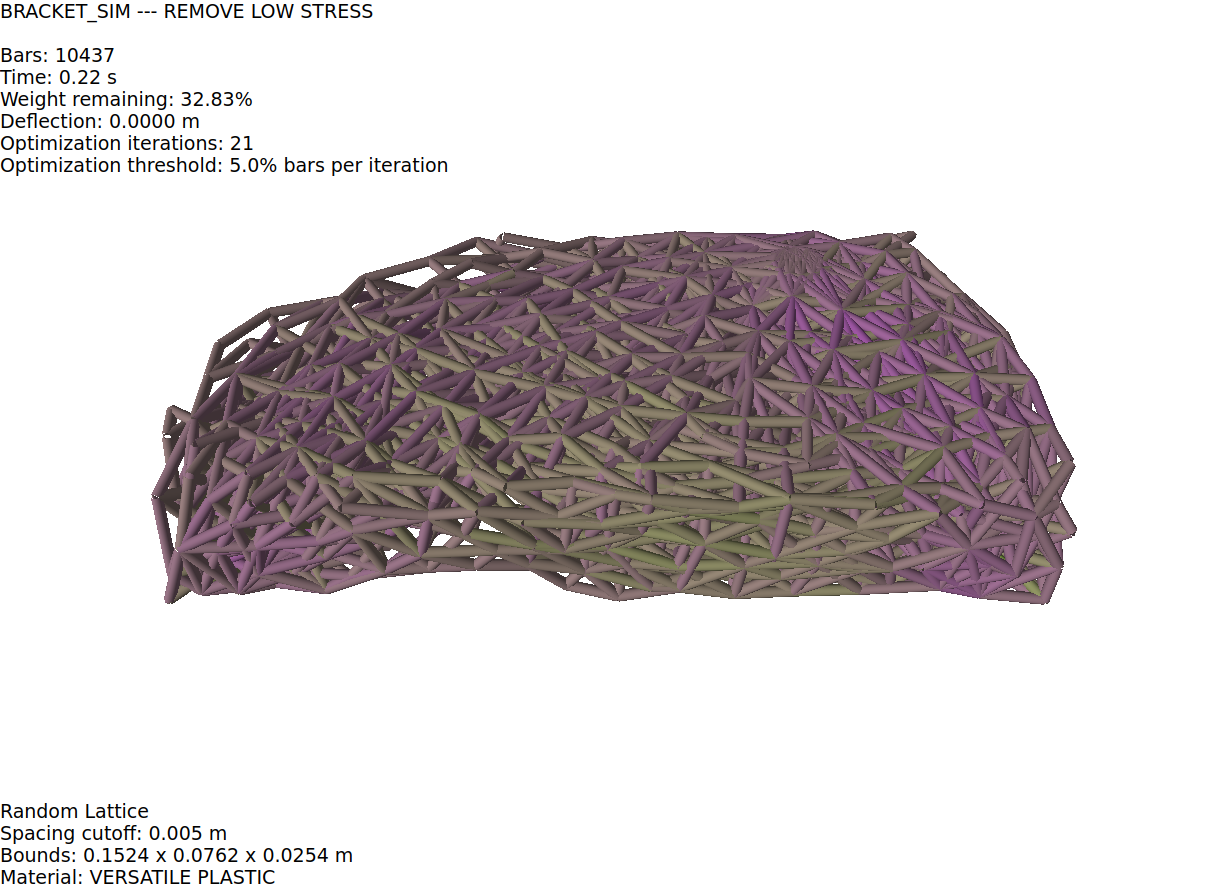 BRACKET_SIM --- REMOVE LOW STRESS
Bars: 10437
Time: 0.22 s
Weight remaining: 32.83%
Deflection: 0.0000 m
Optimization iterations: 21
Optimization threshold: 5.0% bars per iteration
Random Lattice
Spacing cutoff: 0.005 m
Bounds: 0.1524 x 0.0762 x 0.0254 m
Material: VERSATILE PLASTIC